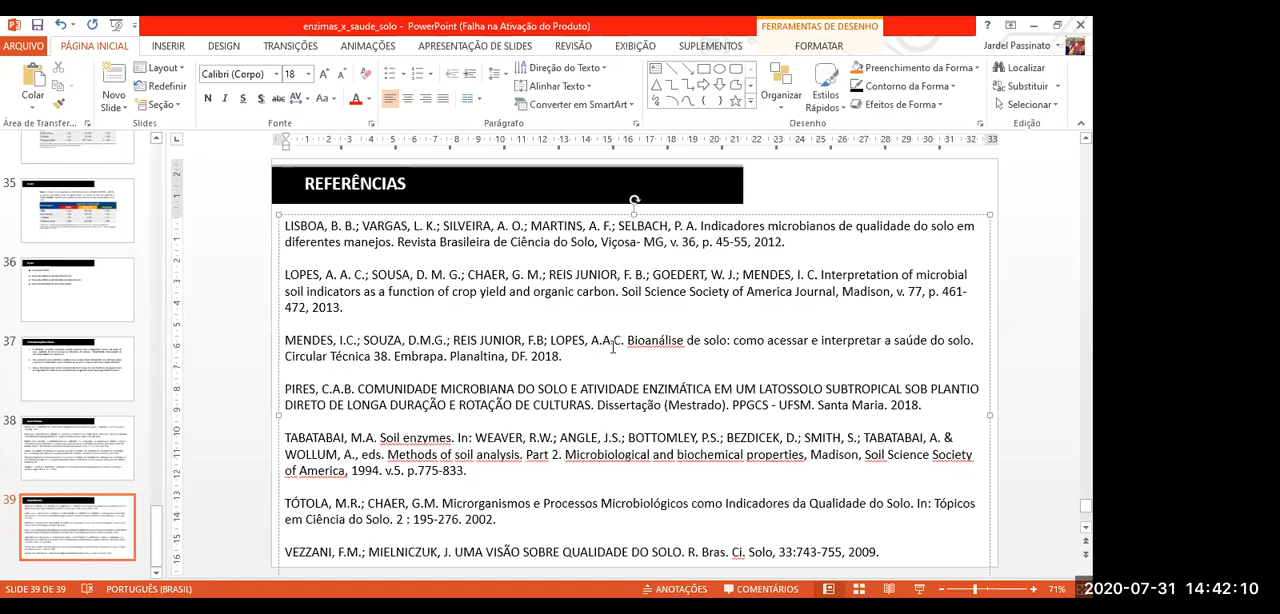 enzimas_x_saude_solo - PowerPoint (Falha na Ativação do Produto)
FERRAMENTAS DE DESENHO
ARQUIVO PÁGINA INICIAL INSERIR DESIGN TRANSIÇÕES ANIMAÇÕES APRESENTAÇÃO DE SLIDES REVISÃO EXIBIÇÃO SUPLEMENTOS FORMATAR Jardel Passinato
Colar
Novo Slide
Layout
Redefinir
Seção
Calibri (Corpo) 18
Direção do Texto
Alinhar Texto
Converter em SmartArt
Organizar
Estilos Rápidos
Preenchimento da Forma
Contorno da Forma
Efeitos de Forma
Localizar
Substituir
Selecionar
Área de Transfer... Slides Fonte Parágrafo Desenho Edição
35
36
37
38
39
REFERÊNCIAS
LISBOA, B. B.; VARGAS, L. K.; SILVEIRA, A. O.; MARTINS, A. F.; SELBACH, P. A. Indicadores microbianos de qualidade do solo em
diferentes manejos. Revista Brasileira de Ciência do Solo, Viçosa- MG, v. 36, p. 45-55, 2012.
LOPES, A. A. C.; SOUSA, D. M. G.; CHAER, G. M.; REIS JUNIOR, F. B.; GOEDERT, W. J.; MENDES, I. C. Interpretation of microbial
soil indicators as a function of crop yield and organic carbon. Soil Science Society of America Journal, Madison, v. 77, p. 461-
472, 2013.
MENDES, I.C.; SOUZA, D.M.G.; REIS JUNIOR, F.B; LOPES, A.A.C. Bioanálise de solo: como acessar e interpretar a saúde do solo.
Circular Técnica 38. Embrapa. Planaltina, DF. 2018.
PIRES, C.A.B. COMUNIDADE MICROBIANA DO SOLO E ATIVIDADE ENZIMÁTICA EM UM LATOSSOLO SUBTROPICAL SOB PLANTIO
DIRETO DE LONGA DURAÇÃO E ROTAÇÃO DE CULTURAS. Dissertação (Mestrado). PPGCS - UFSM. Santa Maria. 2018.
TABATABAI, M.A. Soil enzymes. In: WEAVER, R.W.; ANGLE, J.S.; BOTTOMLEY, P.S.; BEZDICEK, D.; SMITH, S.; TABATABAI, A. &
WOLLUM, A., eds. Methods of soil analysis. Part 2. Microbiological and biochemical properties, Madison, Soil Science Society
of America, 1994. v.5. p.775-833.
TÓTOLA, M.R.; CHAER, G.M. Microrganismos e Processos Microbiológicos como Indicadores da Qualidade do Solo. In: Tópicos
em Ciência do Solo. 2 : 195-276. 2002.
VEZZANI, F.M.; MIELNICZUK, J. UMA VISÃO SOBRE QUALIDADE DO SOLO. R. Bras. Ci. Solo, 33:743-755, 2009.
SLIDE 39 DE 39 PORTUGUÊS (BRASIL) ANOTAÇÕES COMENTÁRIOS 71%
2020-07-31 14:42:10